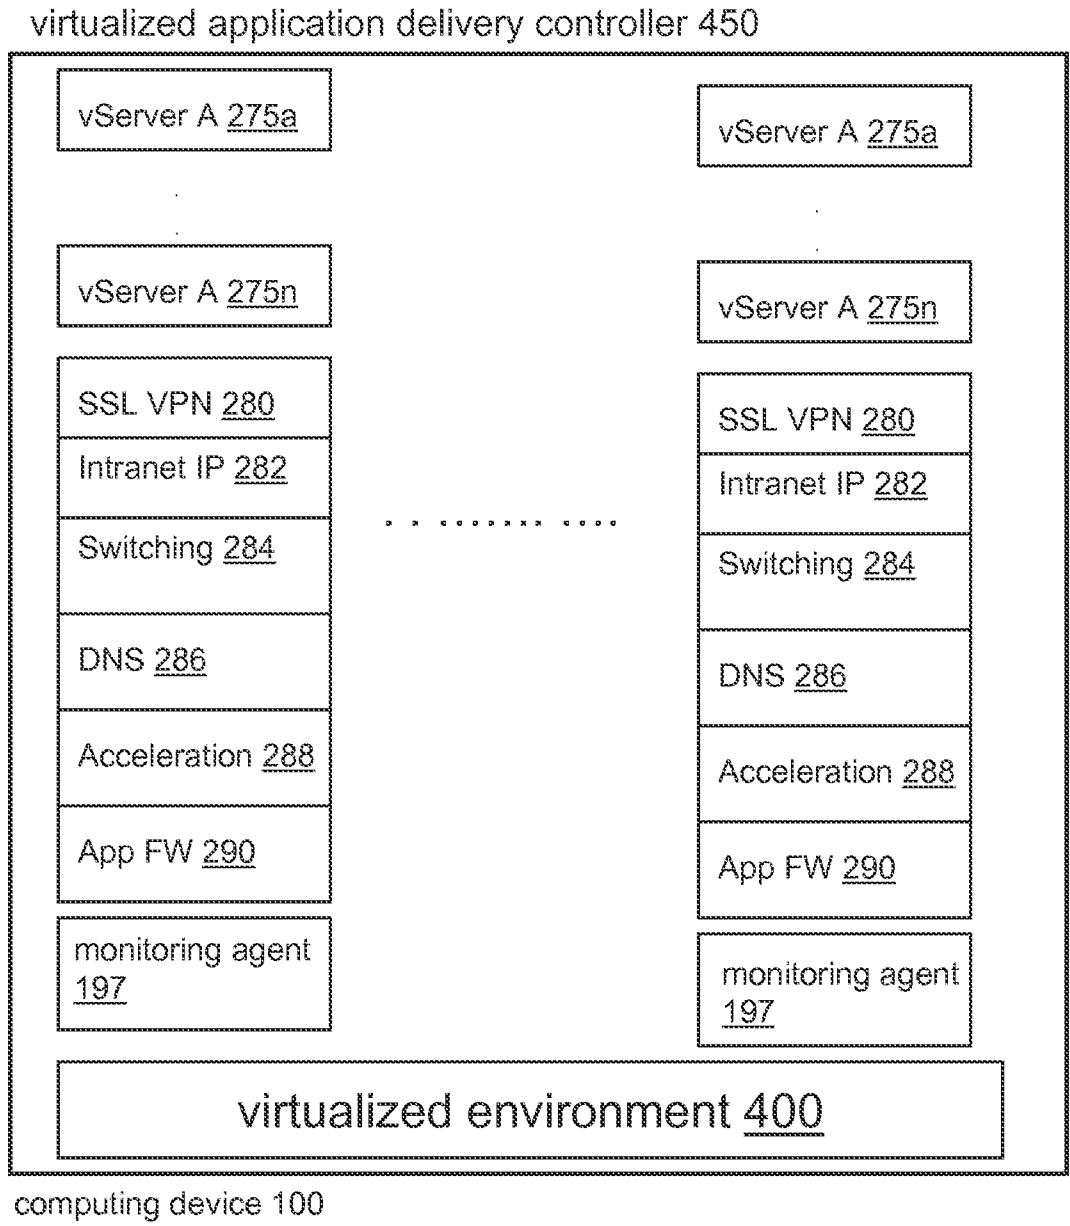 virtualized application delivery controller 450
vServer A 275a
vServer A 275n
SSL VPN 280
Intranet IP 282
Switching 284
DNS 286
Acceleration 288
App FW 290
monitoring agent
197
vServer A 275a
vServer A 275n
SSL VPN 280
Intranet IP 282
Switching 284
DNS 286
Acceleration 288
App FW 290
monitoring agent
197
virtualized environment 400
computing device 100